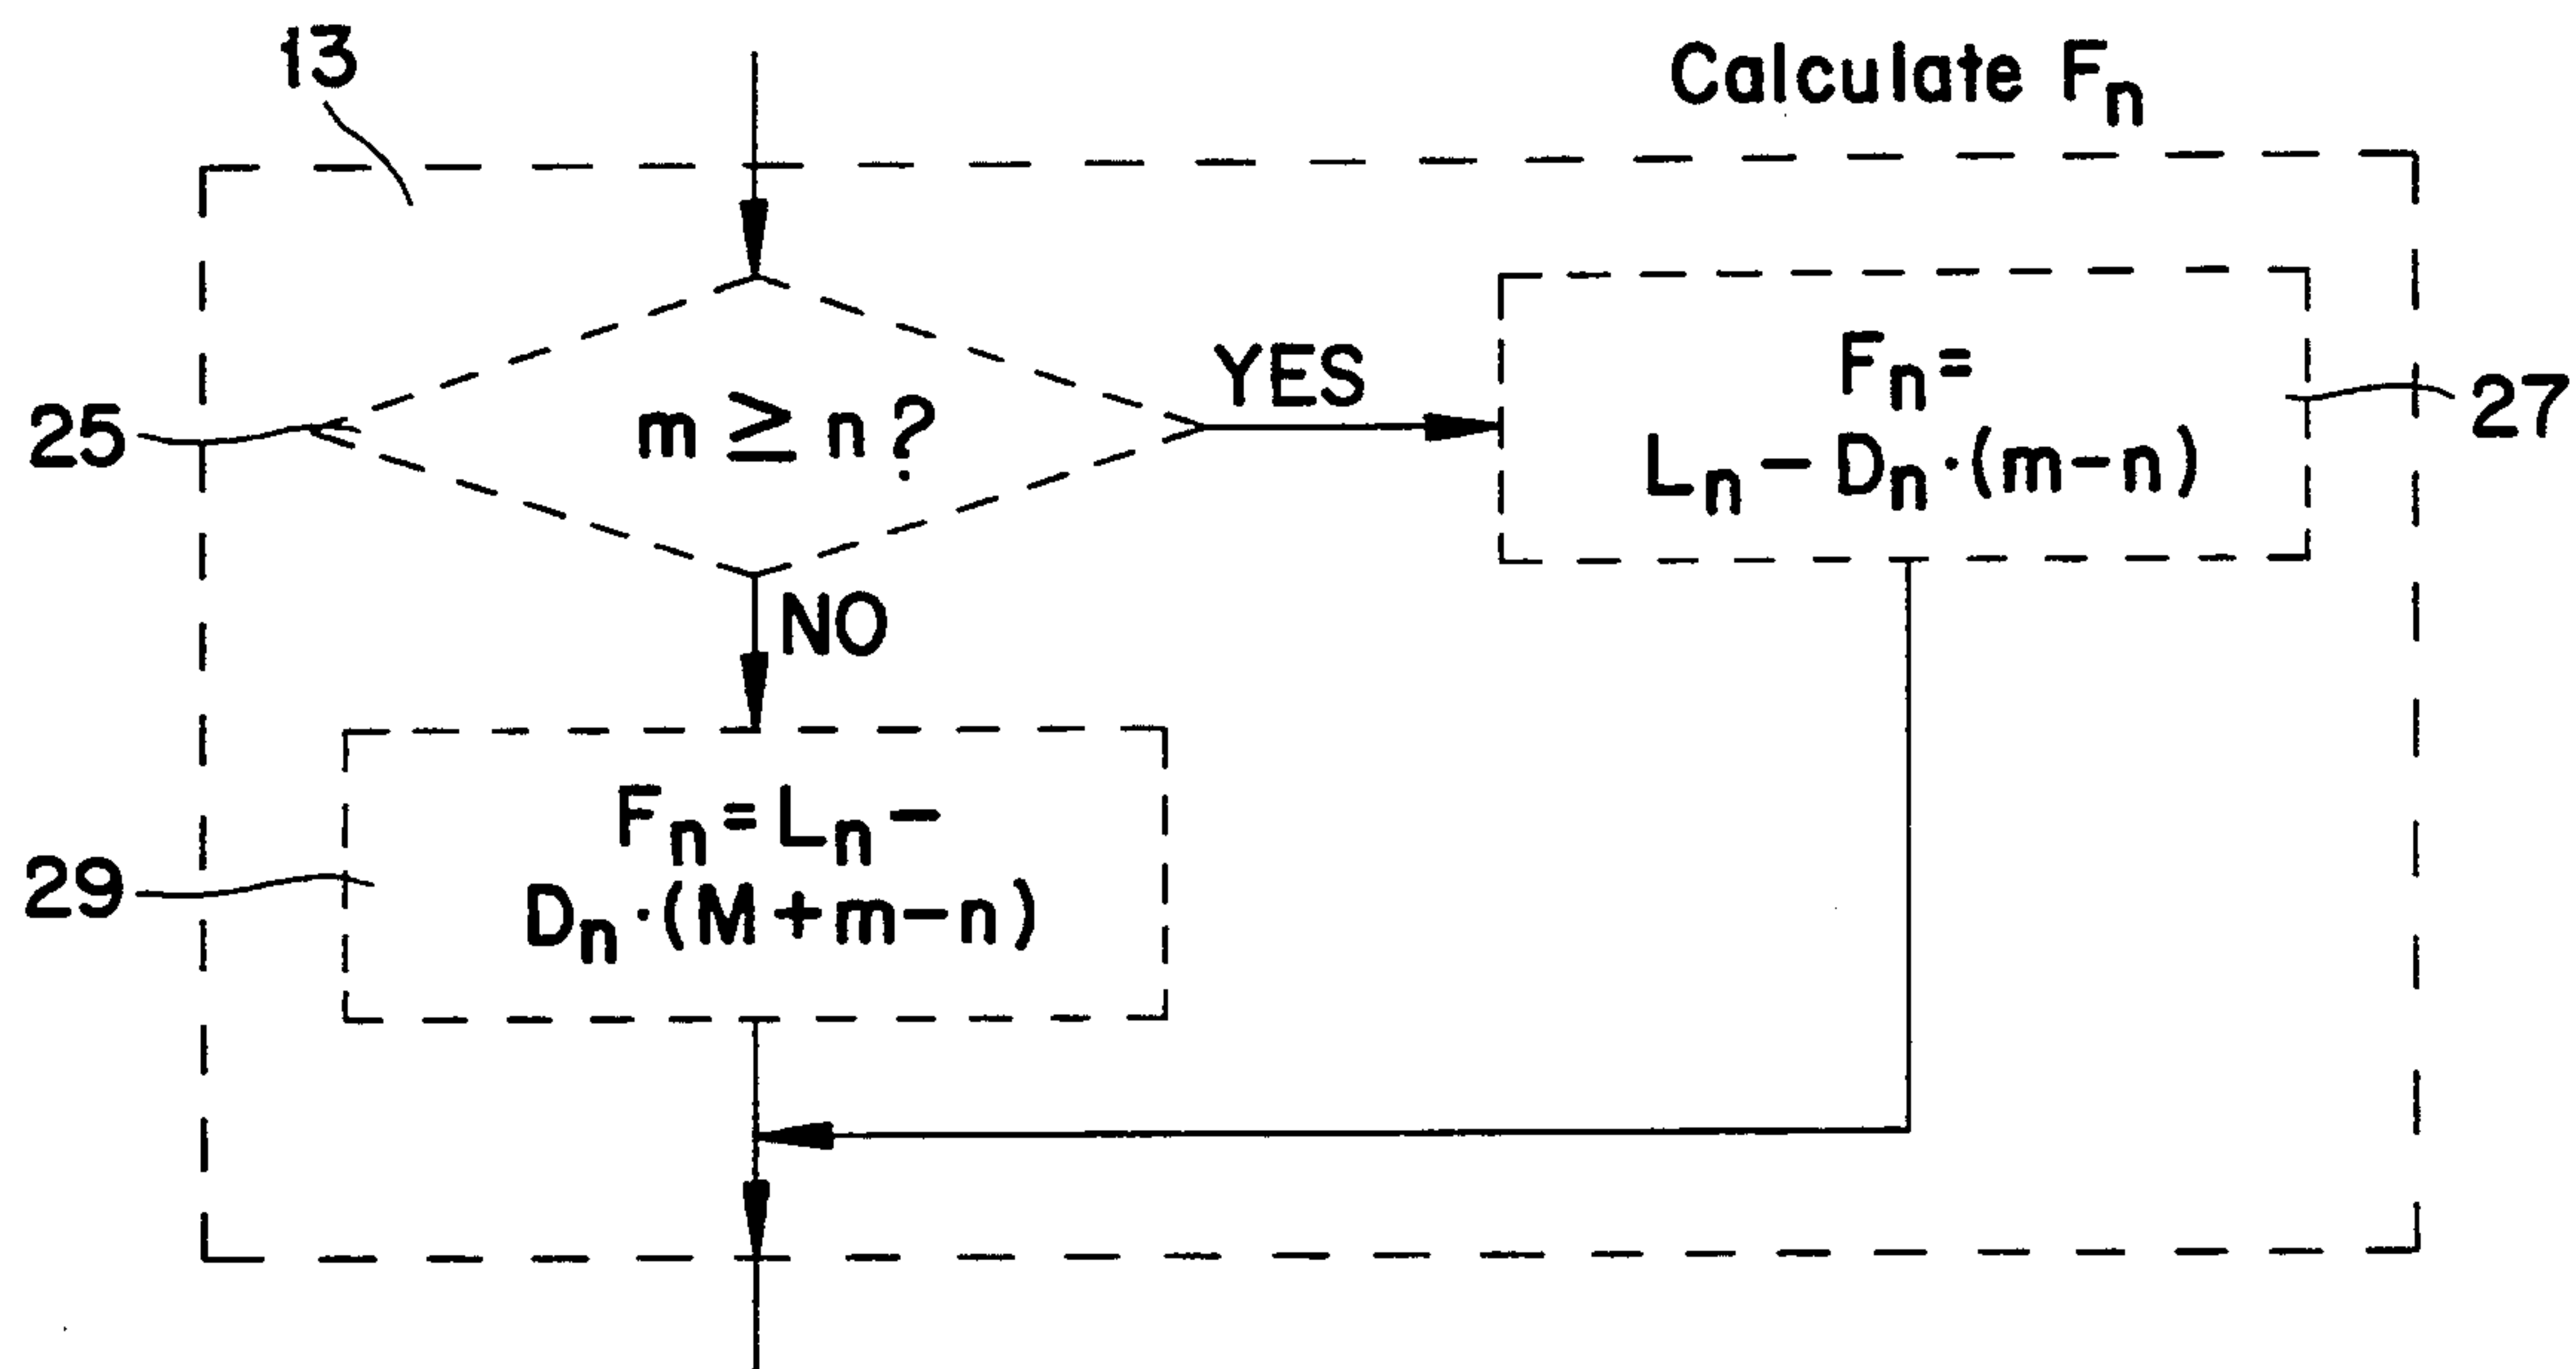 13
Calculate Fn
25
m ≥ n?
YES
Fn=
Ln – Dn·(m–n)
27
NO
29
Fn=Ln –
Dn·(M+m–n)